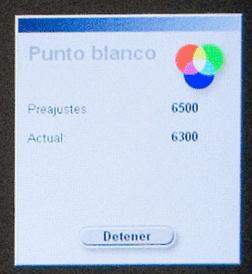 Punto blanco
Preajustes 6500
Actual: 6300
Detener